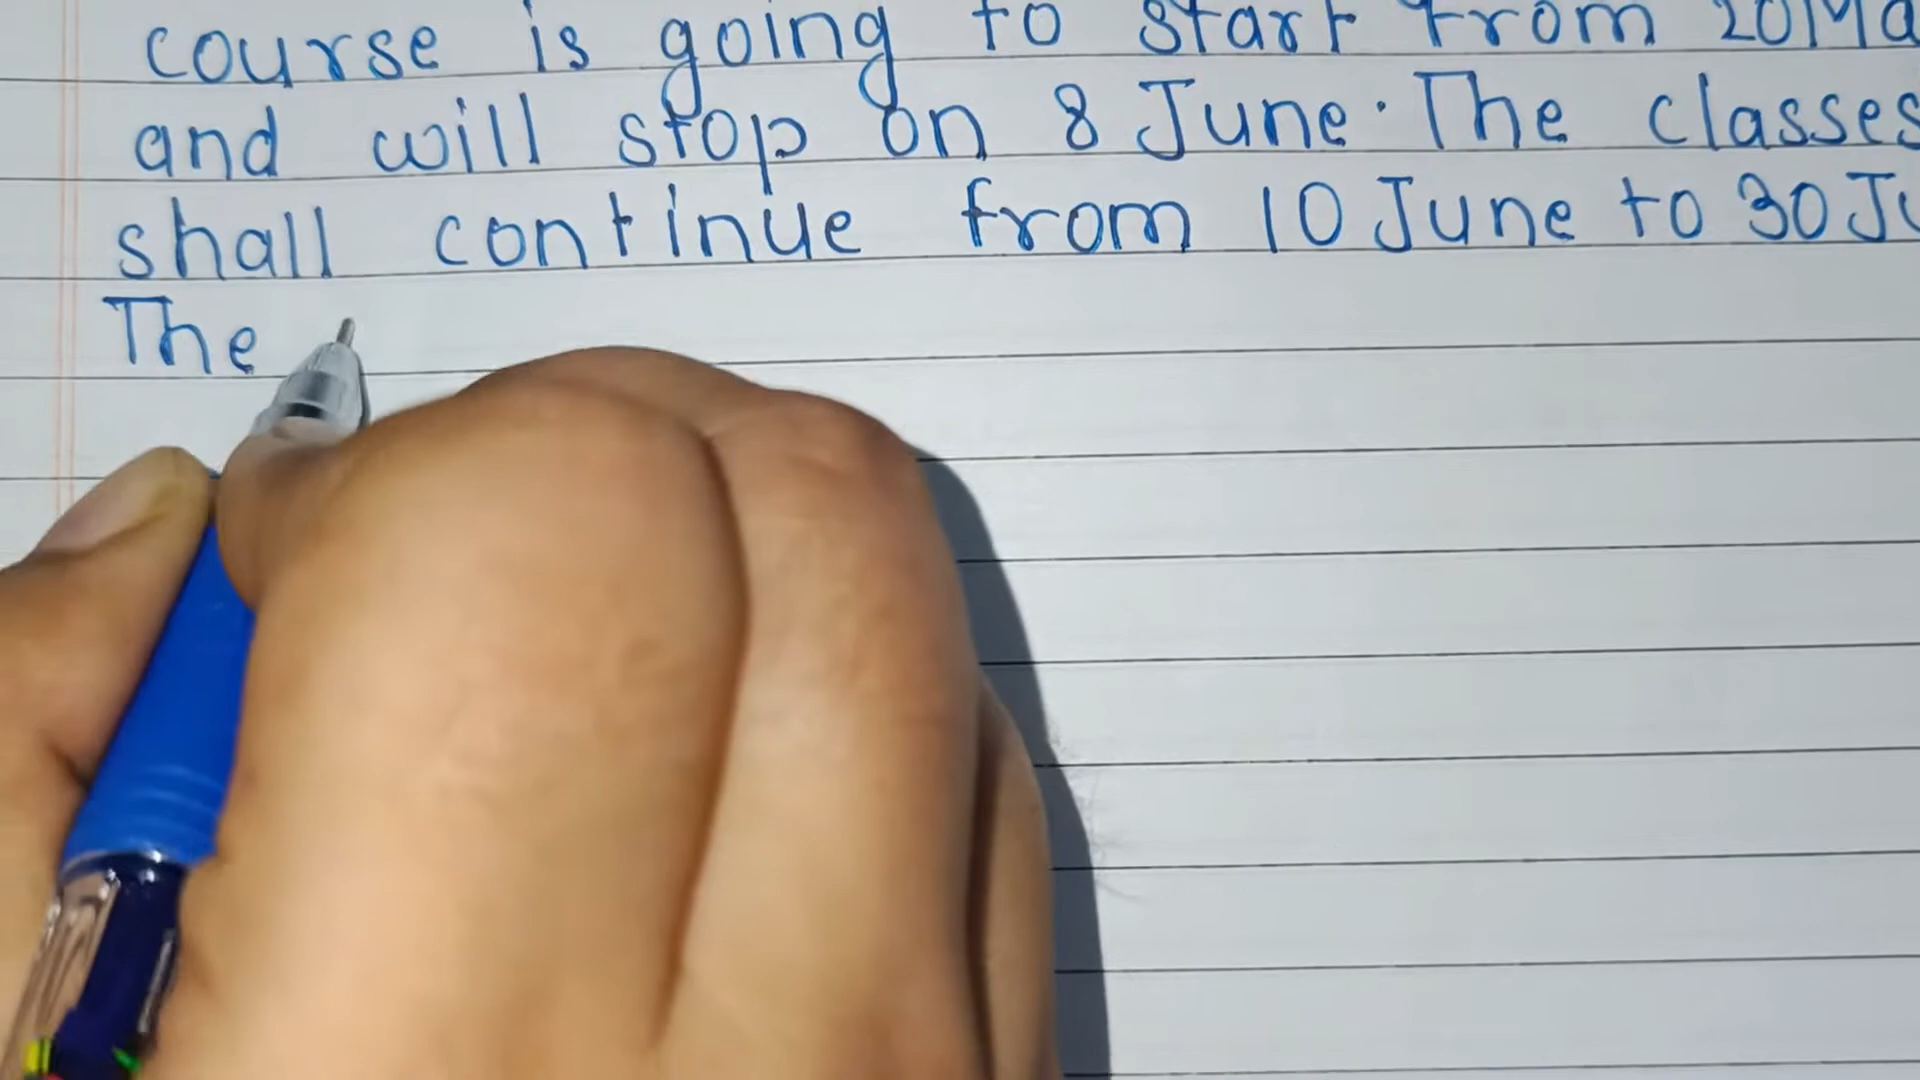 course is going to start from 20 Ma
and will stop on 8 June. The classes
shall continue from 10 June to 30 Ju
The